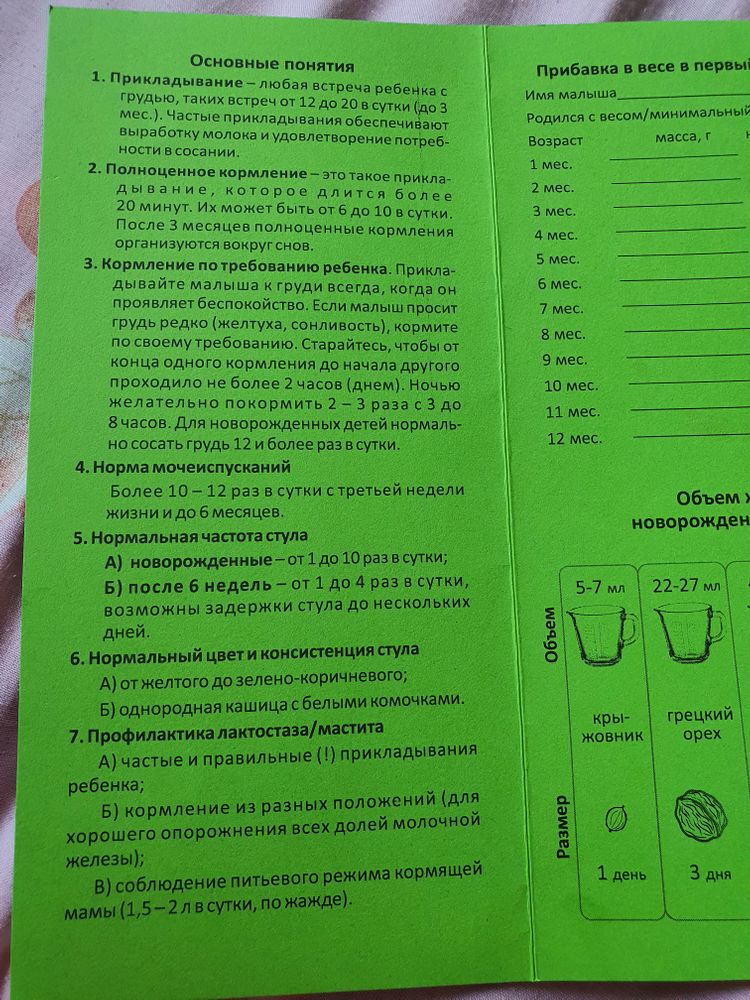 Основные понятия
1. Прикладывание – любая встреча ребенка с
грудью, таких встреч от 12 до 20 в сутки (до 3
мес.). Частые прикладывания обеспечивают
выработку молока и удовлетворение потреб-
ности в сосании.
2. Полноценное кормление – это такое прикла-
дывание, которое длится более
20 минут. Их может быть от 6 до 10 в сутки.
После 3 месяцев полноценные кормления
организуются вокруг снов.
3. Кормление по требованию ребенка. Прикла-
дывайте малыша к груди всегда, когда он
проявляет беспокойство. Если малыш просит
грудь редко (желтуха, сонливость), кормите
по своему требованию. Старайтесь, чтобы от
конца одного кормления до начала другого
проходило не более 2 часов (днем). Ночью
желательно покормить 2 – 3 раза с 3 до
8 часов. Для новорожденных детей нормаль-
но сосать грудь 12 и более раз в сутки.
4. Норма мочеиспусканий
Более 10 – 12 раз в сутки с третьей недели
жизни и до 6 месяцев.
5. Нормальная частота стула
А) новорожденные – от 1 до 10 раз в сутки;
Б) после 6 недель – от 1 до 4 раз в сутки,
возможны задержки стула до нескольких
дней.
6. Нормальный цвет и консистенция стула
А) от желтого до зелено-коричневого;
Б) однородная кашица с белыми комочками.
7. Профилактика лактостаза/мастита
А) частые и правильные (!) прикладывания
ребенка;
Б) кормление из разных положений (для
хорошего опорожнения всех долей молочной
железы);
В) соблюдение питьевого режима кормящей
мамы (1,5 – 2 л в сутки, по жажде).
Прибавка в весе в первый
Имя малыша
Родился с весом/минимальный
Возраст масса, г
1 мес.
2 мес.
3 мес.
4 мес.
5 мес.
6 мес.
7 мес.
8 мес.
9 мес.
10 мес.
11 мес.
12 мес.
Объем
новорожден
Объем
5-7 мл 22-27 мл
кры-
жовник
грецкий
орех
Размер
1 день 3 дня